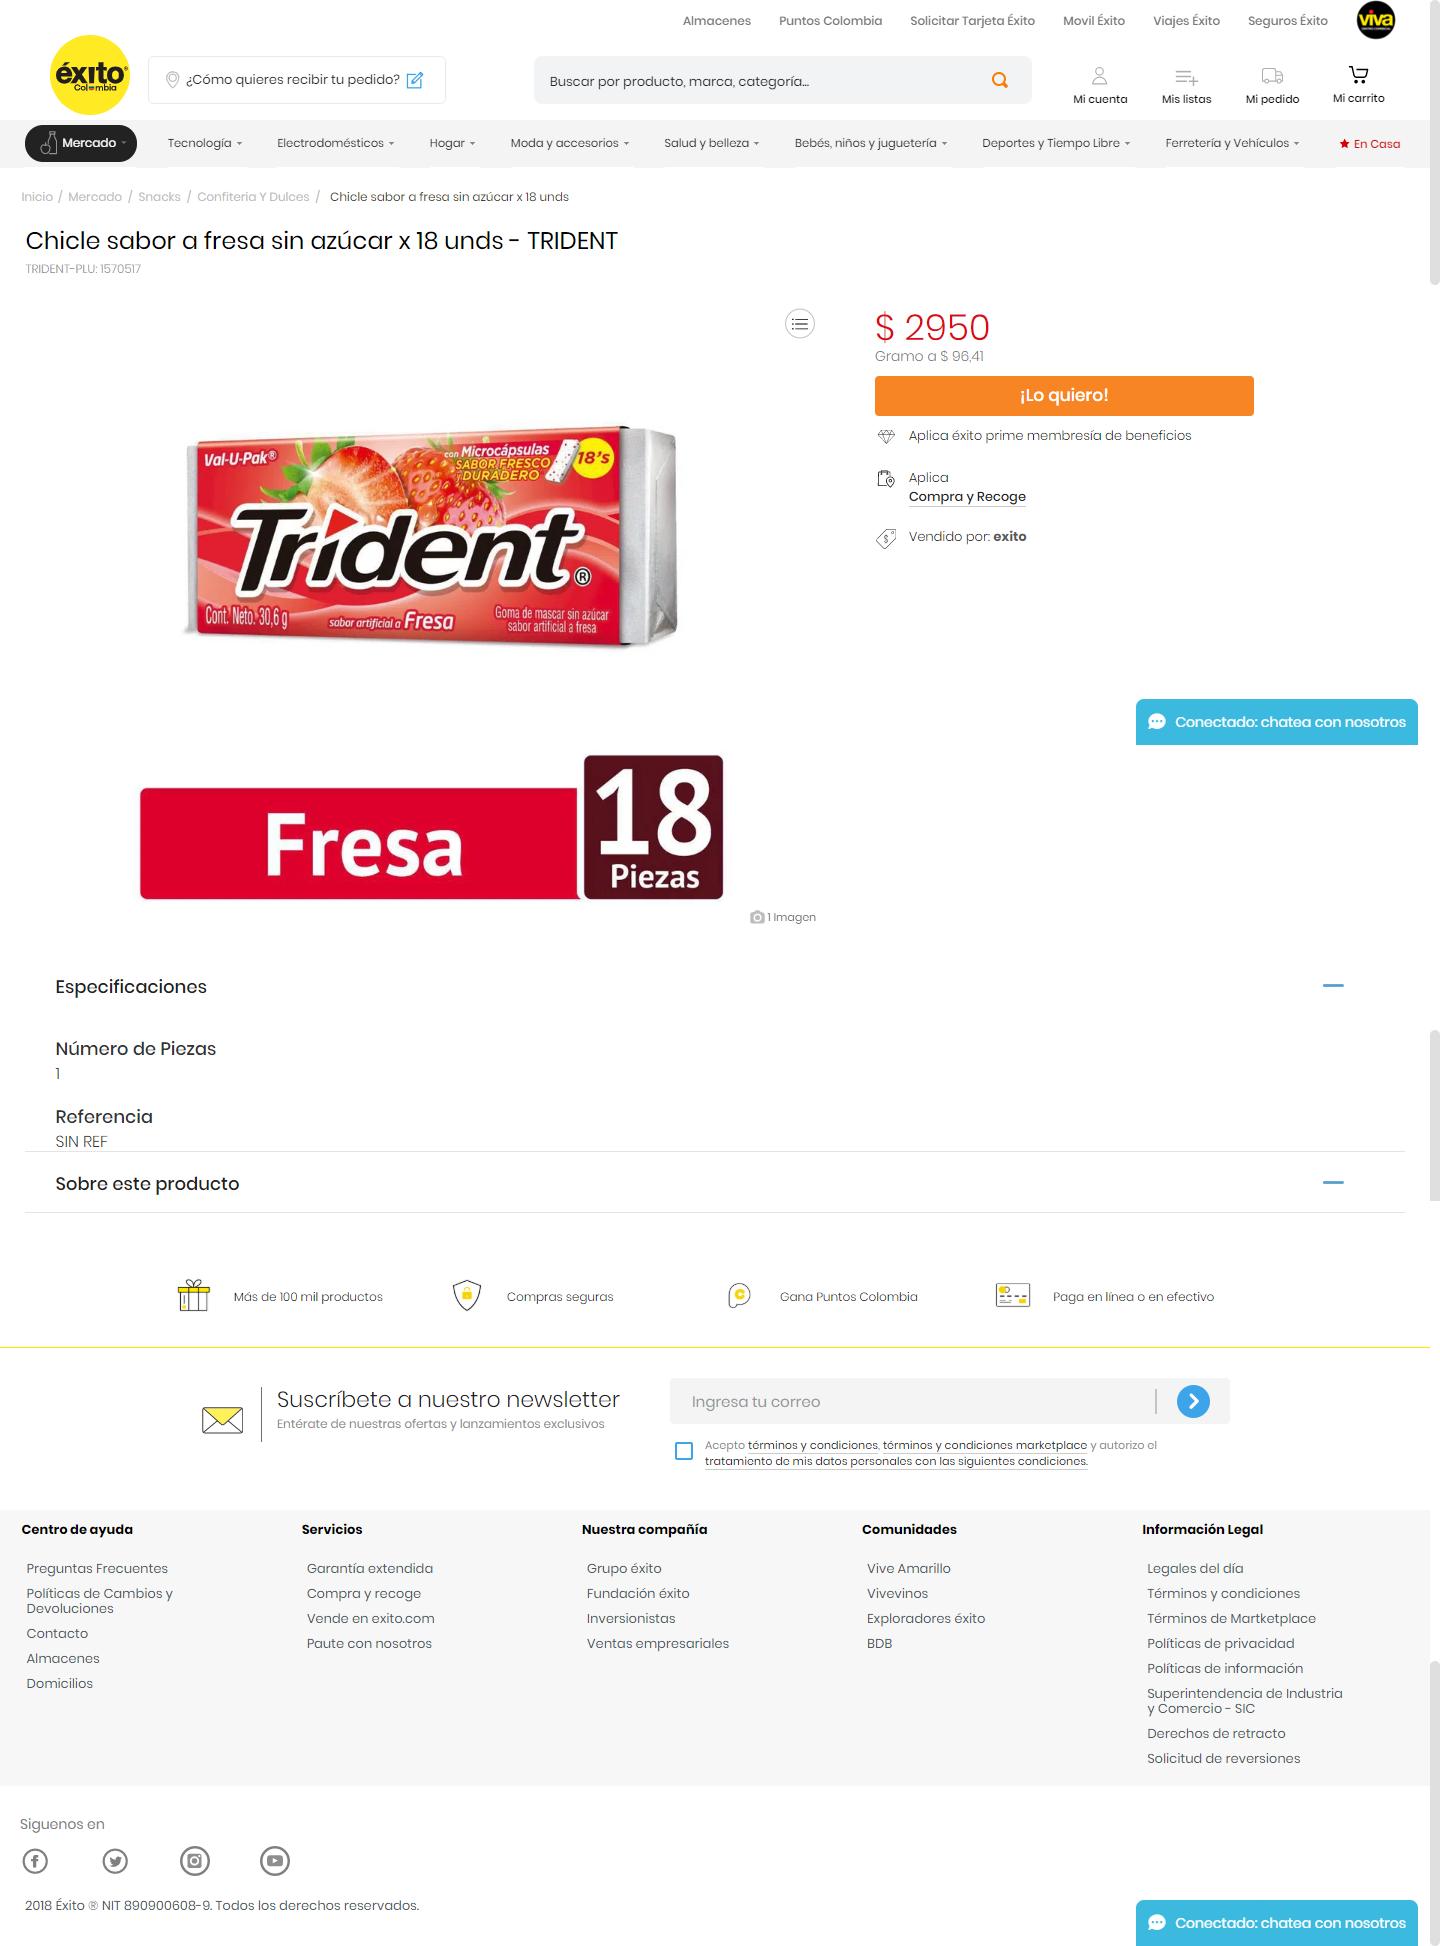 Almacenes Puntos Colombia Solicitar Tarjeta Éxito Movil Éxito Viajes Éxito Seguros Éxito viva
éxito
Colombia
¿Cómo quieres recibir tu pedido?
Buscar por producto, marca, categoría...
Mi cuenta Mis listas Mi pedido Mi carrito
Mercado Tecnología Electrodomésticos Hogar Moda y accesorios Salud y belleza Bebés, niños y juguetería Deportes y Tiempo Libre Ferretería y Vehículos En Casa
Inicio / Mercado / Snacks / Confiteria Y Dulces / Chicle sabor a fresa sin azúcar x 18 unds
Chicle sabor a fresa sin azúcar x 18 unds - TRIDENT
TRIDENT-PLU: 1570517
$ 2950
Gramo a $ 96,41
¡Lo quiero!
Aplica éxito prime membresía de beneficios
Aplica
Compra y Recoge
Vendido por: exito
Val-U-Pak®
con Microcápsulas
SABOR FRESCO
y DURADERO
18's
Trident®
Cont. Neto. 30,6 g
sabor artificial a Fresa
Goma de mascar sin azúcar
sabor artificial a fresa
Conectado: chatea con nosotros
Fresa
18
Piezas
1 Imagen
Especificaciones
Número de Piezas
1
Referencia
SIN REF
Sobre este producto
Más de 100 mil productos Compras seguras Gana Puntos Colombia Paga en línea o en efectivo
Suscríbete a nuestro newsletter
Entérate de nuestras ofertas y lanzamientos exclusivos
Ingresa tu correo
Acepto términos y condiciones, términos y condiciones marketplace y autorizo el
tratamiento de mis datos personales con las siguientes condiciones.
Centro de ayuda
Preguntas Frecuentes
Políticas de Cambios y
Devoluciones
Contacto
Almacenes
Domicilios
Servicios
Garantía extendida
Compra y recoge
Vende en exito.com
Paute con nosotros
Nuestra compañía
Grupo éxito
Fundación éxito
Inversionistas
Ventas empresariales
Comunidades
Vive Amarillo
Vivevinos
Exploradores éxito
BDB
Información Legal
Legales del día
Términos y condiciones
Términos de Martketplace
Políticas de privacidad
Políticas de información
Superintendencia de Industria
y Comercio - SIC
Derechos de retracto
Solicitud de reversiones
Siguenos en
2018 Éxito ® NIT 890900608-9. Todos los derechos reservados.
Conectado: chatea con nosotros